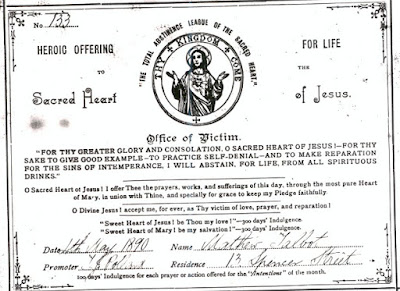 No. 133
"THE TOTAL ABSTINENCE LEAGUE OF THE SACRED HEART."
THY KINGDOM COME
HEROIC OFFERING FOR LIFE
TO THE
Sacred Heart of Jesus.
Office of Victim.
"FOR THY GREATER GLORY AND CONSOLATION, O SACRED HEART OF JESUS!—FOR THY
SAKE TO GIVE GOOD EXAMPLE—TO PRACTICE SELF-DENIAL—AND TO MAKE REPARATION
FOR THE SINS OF INTEMPERANCE, I WILL ABSTAIN, FOR LIFE, FROM ALL SPIRITUOUS
DRINKS."
O Sacred Heart of Jesus! I offer Thee the prayers, works, and sufferings of this day, through the most pure Heart
of Mary, in union with Thine, and specially for grace to keep my Pledge faithfully.
O Divine Jesus! accept me, for ever, as Thy victim of love, prayer, and reparation!
"Sweet Heart of Jesus! be Thou my love!"—300 days' Indulgence.
"Sweet Heart of Mary! be my salvation!"—300 days' Indulgence.
Date May 1890 Name Mathew Talbot
Promoter Residence 13 Spencer Street
100 days' Indulgence for each prayer or action offered for the "Intentions" of the month.